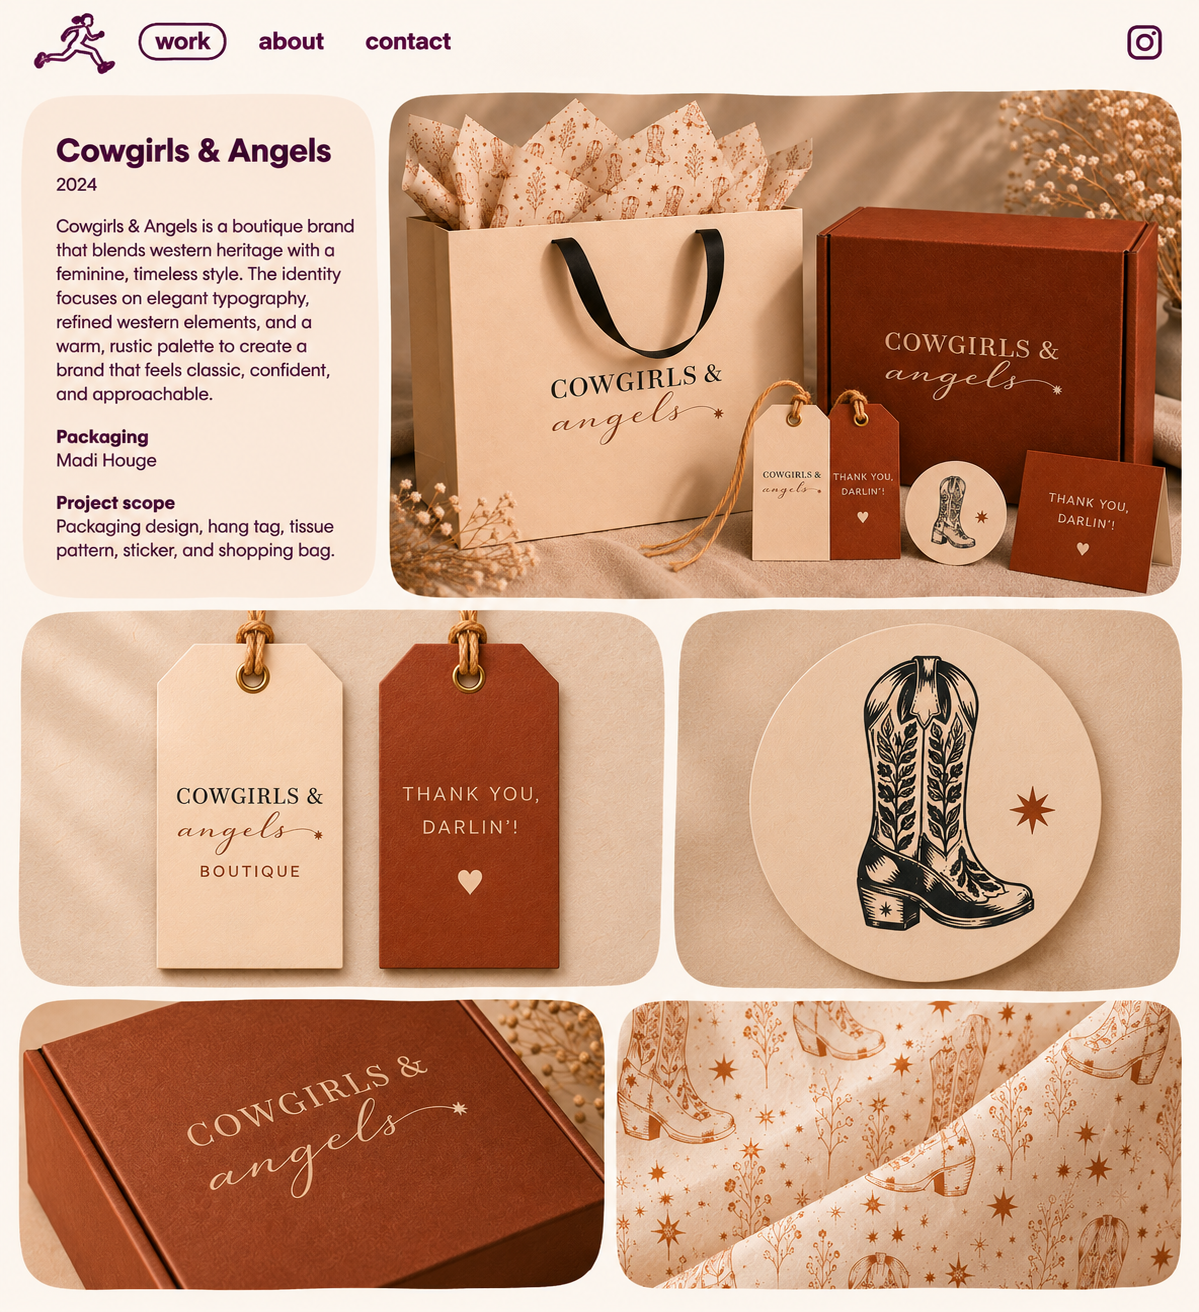 work about contact
Cowgirls & Angels
2024
Cowgirls & Angels is a boutique brand
that blends western heritage with a
feminine, timeless style. The identity
focuses on elegant typography,
refined western elements, and a
warm, rustic palette to create a
brand that feels classic, confident,
and approachable.
Packaging
Madi Houge
Project scope
Packaging design, hang tag, tissue
pattern, sticker, and shopping bag.
COWGIRLS &
angels
COWGIRLS &
angels
COWGIRLS &
angels
THANK YOU,
DARLIN'!
THANK YOU,
DARLIN'!
COWGIRLS &
angels
BOUTIQUE
THANK YOU,
DARLIN'!
COWGIRLS &
angels